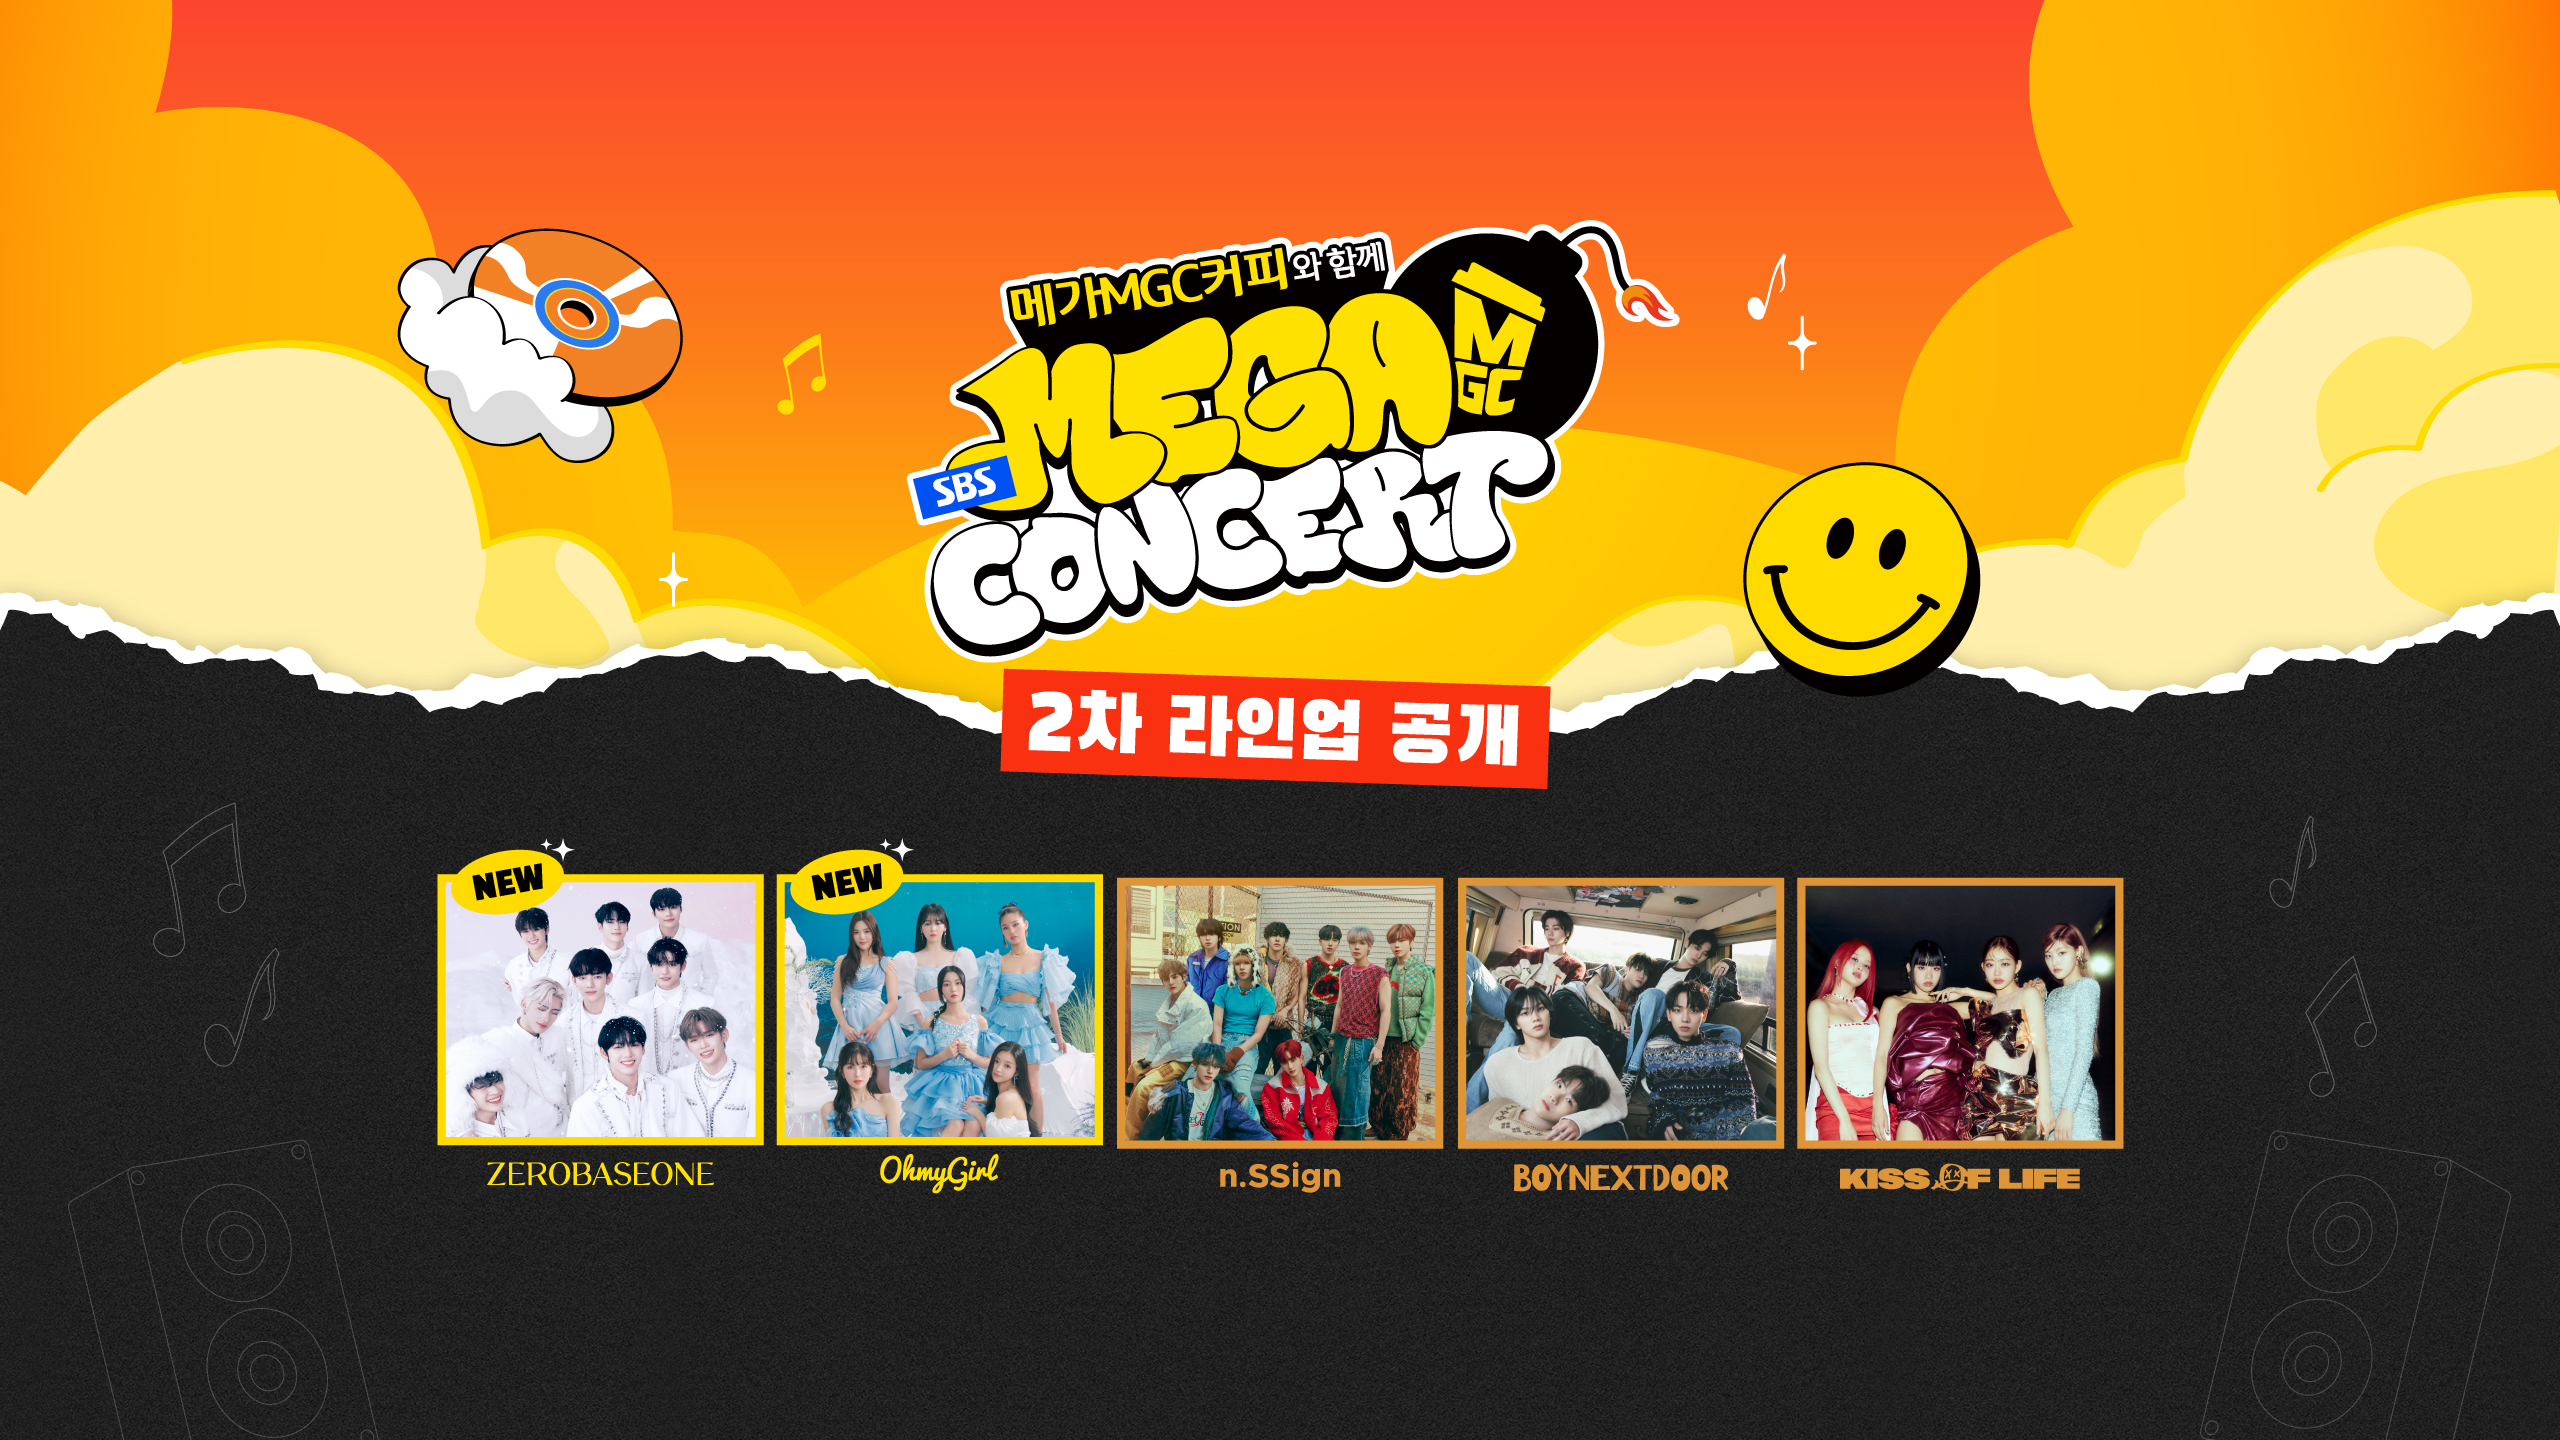 메가MGC커피와 함께
MEGA
M
GC
SBS
CONCERT
2차 라인업 공개
NEW
NEW
ZEROBASEONE
OhmyGirl
n.SSign
BOYNEXTDOOR
KISS OF LIFE